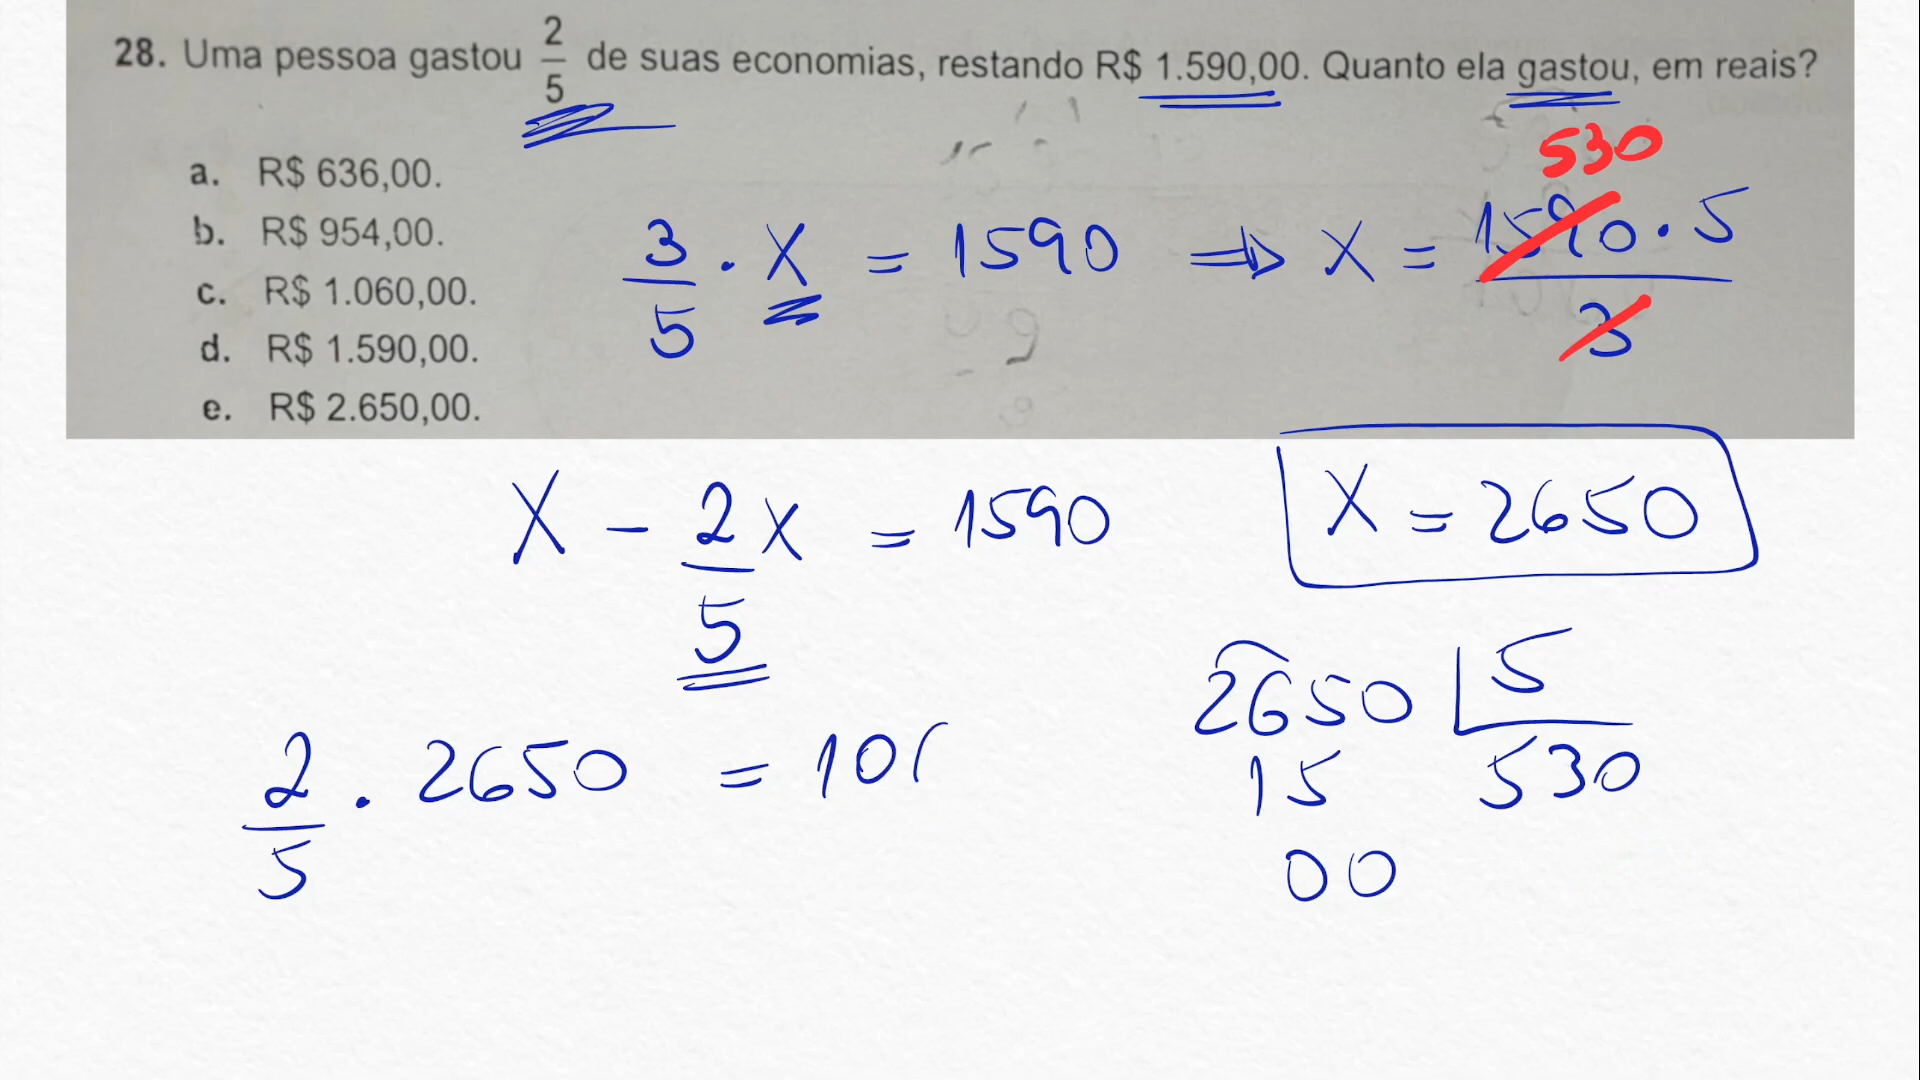 28. Uma pessoa gastou 2/5 de suas economias, restando R$ 1.590,00. Quanto ela gastou, em reais?
a. R$ 636,00.
b. R$ 954,00.
c. R$ 1.060,00.
d. R$ 1.590,00.
e. R$ 2.650,00.
530
3/5 . X = 1590 ⇒ X = 1590 . 5 / 3
X - 2/5 X = 1590
X = 2650
2650 5
15 530
00
2/5 . 2650 = 10